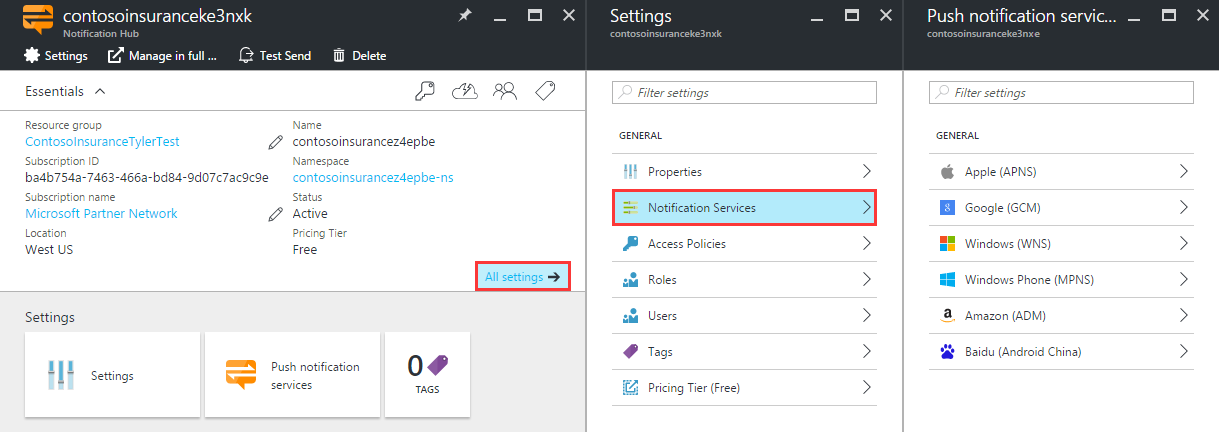 contosoinsuranceke3nxk
Notification Hub
Settings
Manage in full ...
Test Send
Delete
Essentials
Resource group
ContosoInsuranceTylerTest
Subscription ID
ba4b754a-7463-466a-bd84-9d07c7ac9c9e
Subscription name
Microsoft Partner Network
Location
West US
Name
contosoinsurancez4epbe
Namespace
contosoinsurancez4epbe-ns
Status
Active
Pricing Tier
Free
All settings
Settings
Settings
Push notification
services
0
TAGS
Settings
contosoinsuranceke3nxk
Filter settings
GENERAL
Properties
Notification Services
Access Policies
Roles
Users
Tags
Pricing Tier (Free)
Push notification servic...
contosoinsuranceke3nxe
Filter settings
GENERAL
Apple (APNS)
Google (GCM)
Windows (WNS)
Windows Phone (MPNS)
Amazon (ADM)
Baidu (Android China)